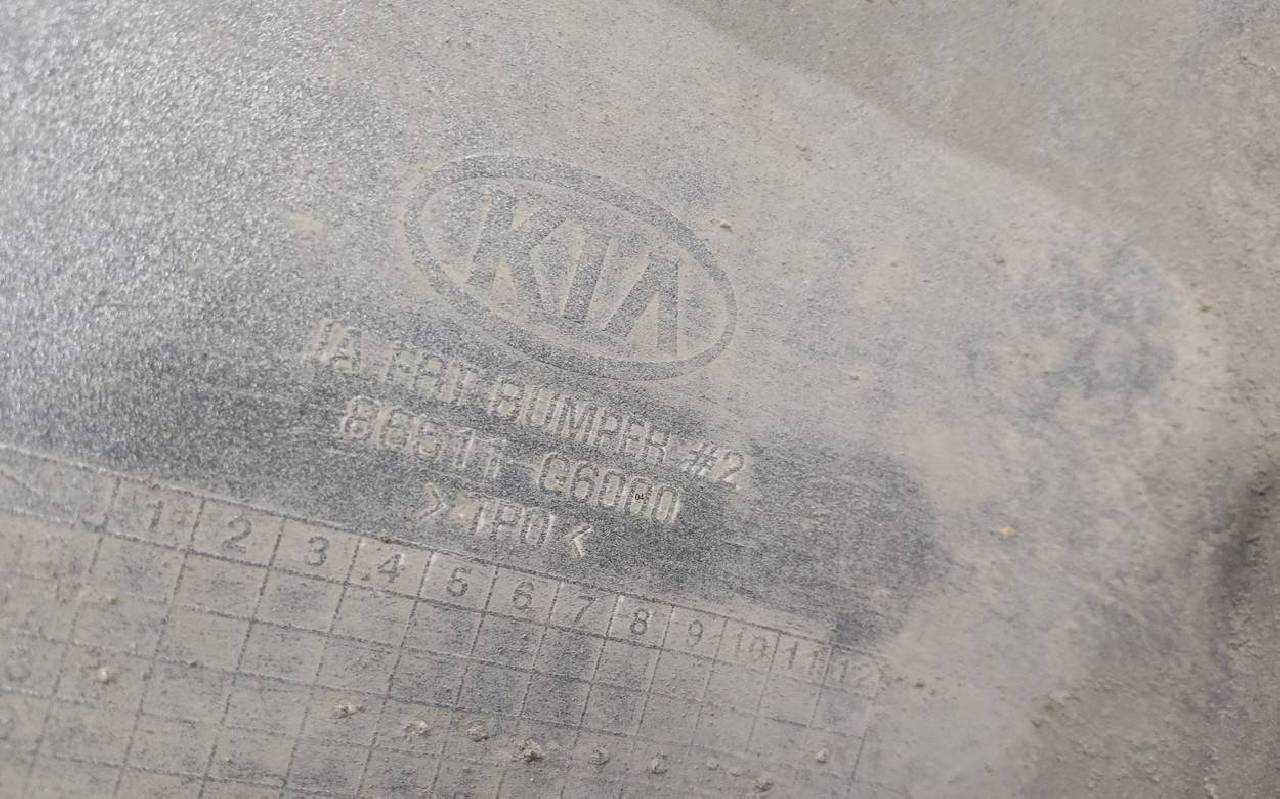 KIA
JA FRT BUMPER #2
86511 - G6000
> TPO <
1 2 3 4 5 6 7 8 9 10 11 12